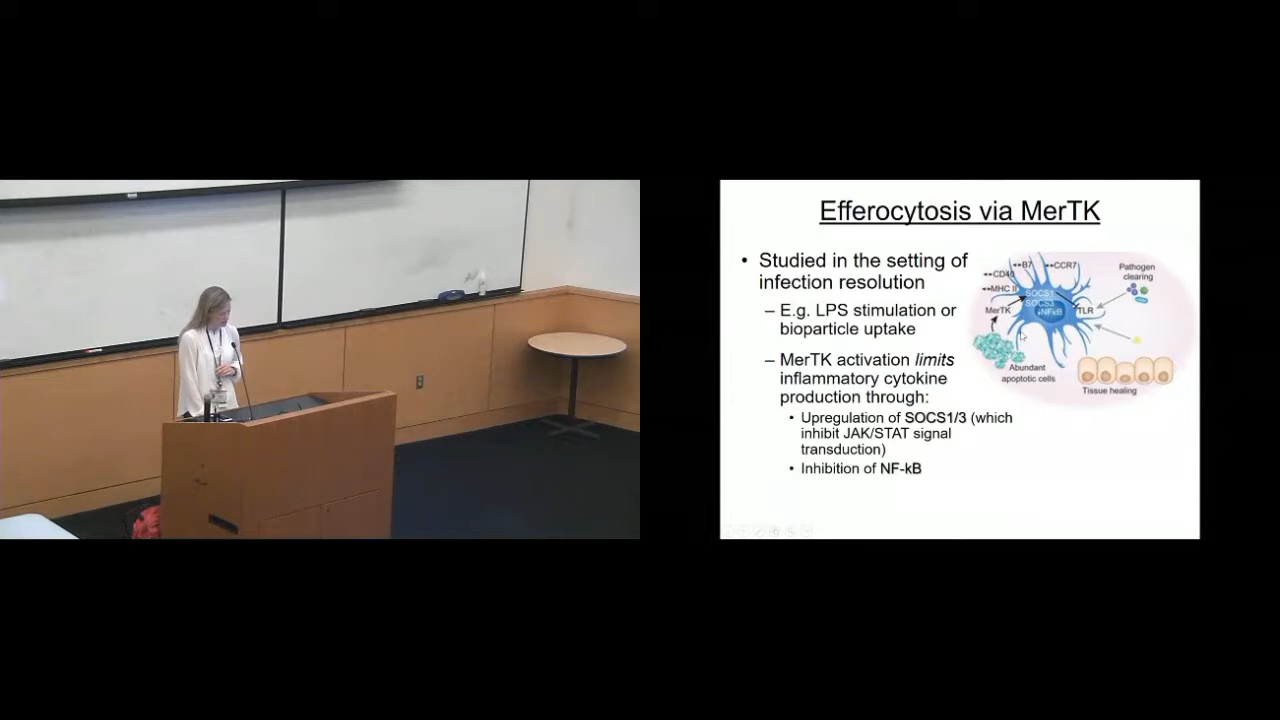 Efferocytosis via MerTK
• Studied in the setting of
infection resolution
– E.g. LPS stimulation or
bioparticle uptake
– MerTK activation limits
inflammatory cytokine
production through:
• Upregulation of SOCS1/3 (which
inhibit JAK/STAT signal
transduction)
• Inhibition of NF-kB
B7
CCR7
CD40
MHC II
SOCS1
SOCS3
NFkB
MerTK
TLR
Pathogen
clearing
Abundant
apoptotic cells
Tissue healing